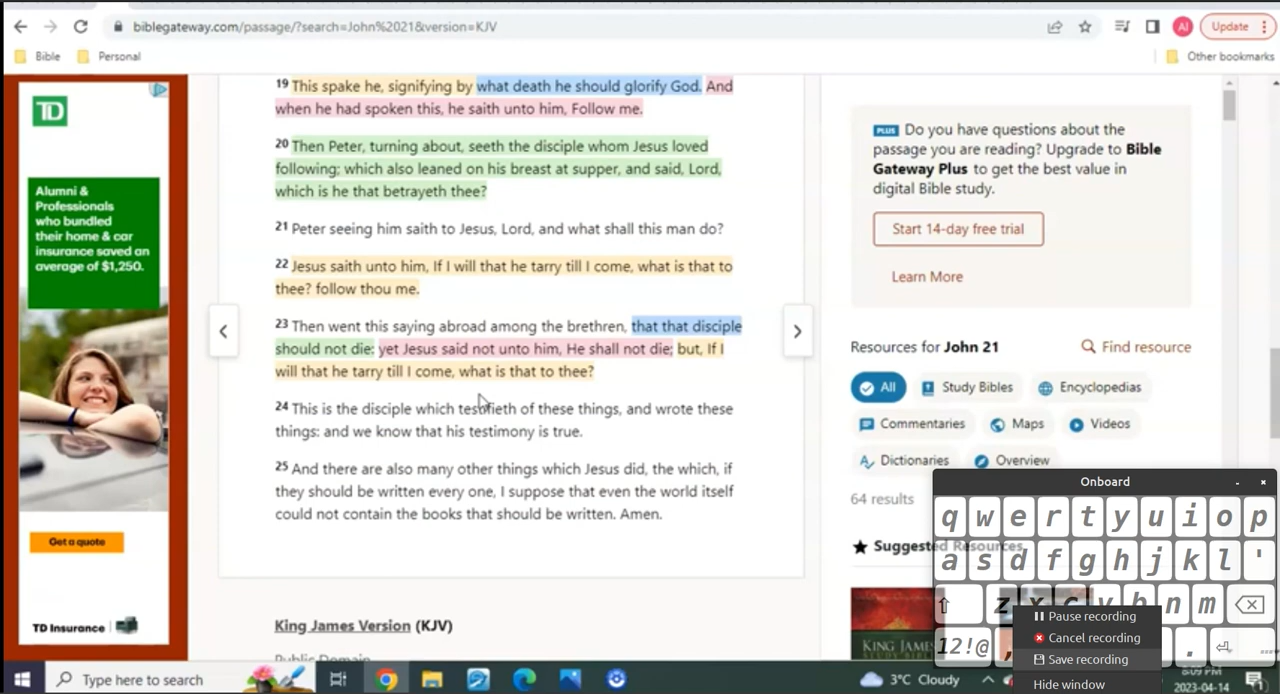 biblegateway.com/passage/?search=John%2021&version=KJV
AI
Update
Bible
Personal
Other bookmarks
TD
Alumni &
Professionals
who bundled
their home & car
insurance saved an
average of $1,250.
Get a quote
TD Insurance
19 This spake he, signifying by what death he should glorify God. And
when he had spoken this, he saith unto him, Follow me.
20 Then Peter, turning about, seeth the disciple whom Jesus loved
following; which also leaned on his breast at supper, and said, Lord,
which is he that betrayeth thee?
21 Peter seeing him saith to Jesus, Lord, and what shall this man do?
22 Jesus saith unto him, If I will that he tarry till I come, what is that to
thee? follow thou me.
23 Then went this saying abroad among the brethren, that that disciple
should not die: yet Jesus said not unto him, He shall not die; but, If I
will that he tarry till I come, what is that to thee?
24 This is the disciple which testifieth of these things, and wrote these
things: and we know that his testimony is true.
25 And there are also many other things which Jesus did, the which, if
they should be written every one, I suppose that even the world itself
could not contain the books that should be written. Amen.
King James Version (KJV)
Public Domain
PLUS Do you have questions about the
passage you are reading? Upgrade to Bible
Gateway Plus to get the best value in
digital Bible study.
Start 14-day free trial
Learn More
Resources for John 21
Find resource
All
Study Bibles
Encyclopedias
Commentaries
Maps
Videos
Dictionaries
Overview
64 results
Suggested Resources
KING JAMES
Onboard
q w e r t y u i o p
a s d f g h j k l '
z x c v b n m
12!@ , .
Pause recording
Cancel recording
Save recording
Hide window
Type here to search
3°C Cloudy
8:09 PM
2023-04-14